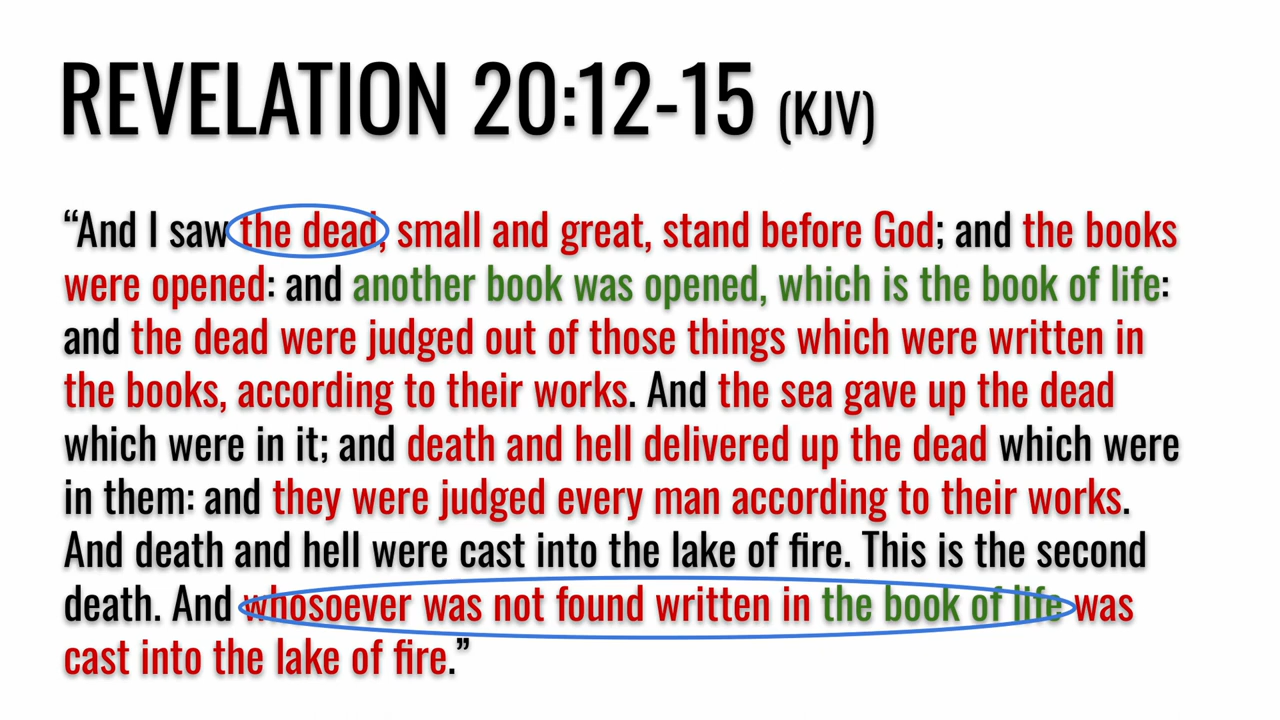 REVELATION 20:12-15 (KJV)
“And I saw the dead, small and great, stand before God; and the books
were opened: and another book was opened, which is the book of life:
and the dead were judged out of those things which were written in
the books, according to their works. And the sea gave up the dead
which were in it; and death and hell delivered up the dead which were
in them: and they were judged every man according to their works.
And death and hell were cast into the lake of fire. This is the second
death. And whosoever was not found written in the book of life was
cast into the lake of fire.”